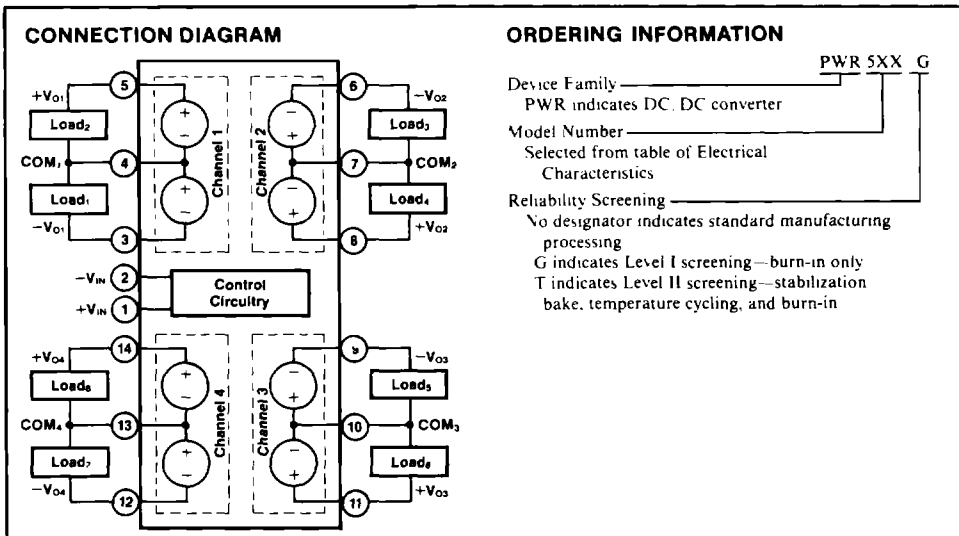 CONNECTION DIAGRAM
5
6
+VO1
-VO2
Load2
Load3
Channel 1
Channel 2
COM1
4
7
COM2
Load1
Load4
-VO1
+VO2
3
8
-VIN
2
Control
Circuitry
+VIN
1
14
9
+VO4
-VO3
Load8
Load5
Channel 4
Channel 3
COM4
13
10
COM3
Load7
Load6
-VO4
+VO3
12
11
ORDERING INFORMATION
PWR 5XX G
Device Family
PWR indicates DC. DC converter
Model Number
Selected from table of Electrical
Characteristics
Reliability Screening
No designator indicates standard manufacturing
processing
G indicates Level I screening—burn-in only
T indicates Level II screening—stabilization
bake, temperature cycling, and burn-in